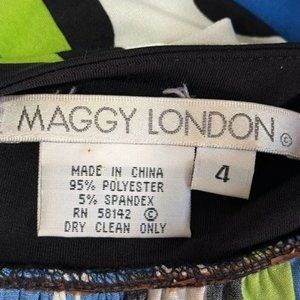 MAGGY LONDON ©
4
MADE IN CHINA
95% POLYESTER
5% SPANDEX
RN 58142 ©
DRY CLEAN ONLY